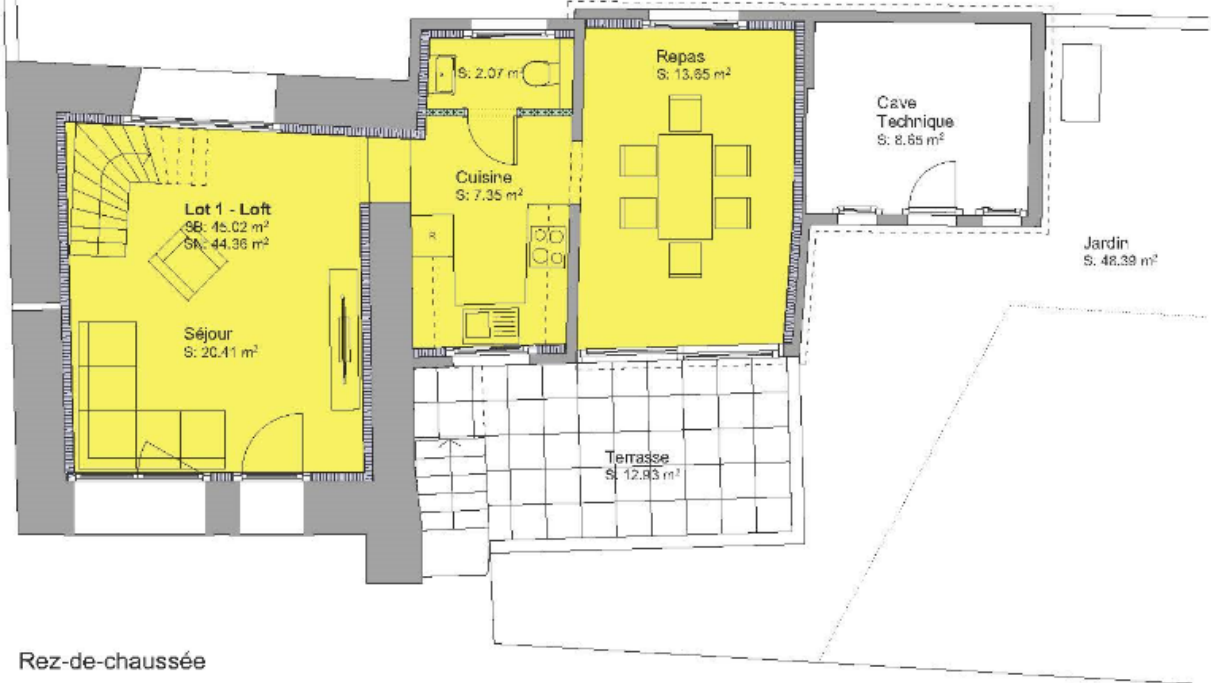 S: 2.07 m²
Repas
S: 13.65 m²
Cave
Technique
S: 8.65 m²
Cuisine
S: 7.35 m²
Lot 1 - Loft
SB: 45.02 m²
SN: 44.36 m²
R
Jardin
S. 48.39 m²
Séjour
S: 20.41 m²
Terrasse
S. 12.93 m²
Rez-de-chaussée